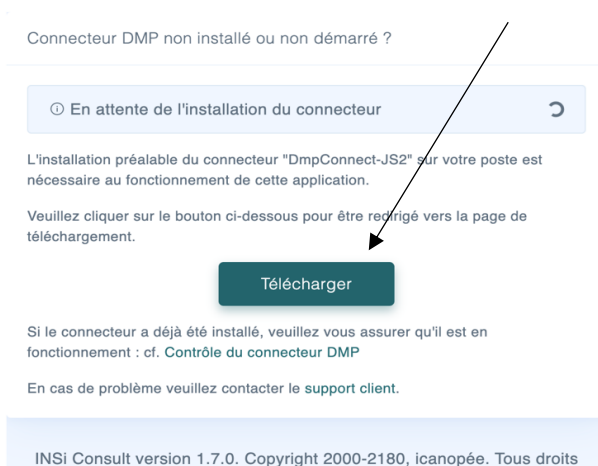 Connecteur DMP non installé ou non démarré ?
En attente de l'installation du connecteur
L'installation préalable du connecteur "DmpConnect-JS2" sur votre poste est
nécessaire au fonctionnement de cette application.
Veuillez cliquer sur le bouton ci-dessous pour être redirigé vers la page de
téléchargement.
Télécharger
Si le connecteur a déjà été installé, veuillez vous assurer qu'il est en
fonctionnement : cf. Contrôle du connecteur DMP
En cas de problème veuillez contacter le support client.
INSi Consult version 1.7.0. Copyright 2000-2180, icanopée. Tous droits